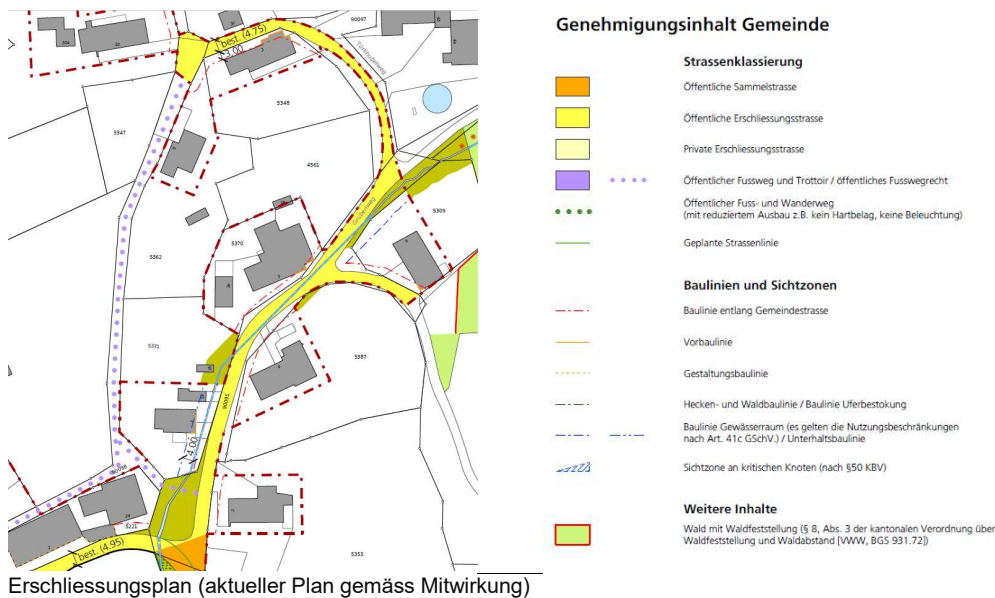 90097
best. (4.75)
3.00
Tüchelweiherweg
5348
5347
4561
Grubenweg
5309
5370
5362
5371
5387
90095
4.00
90096
5221
best. (4.95)
5353
Erschliessungsplan (aktueller Plan gemäss Mitwirkung)
Genehmigungsinhalt Gemeinde
Strassenklassierung
Öffentliche Sammelstrasse
Öffentliche Erschliessungsstrasse
Private Erschliessungsstrasse
Öffentlicher Fussweg und Trottoir / öffentliches Fusswegrecht
Öffentlicher Fuss- und Wanderweg
(mit reduziertem Ausbau z.B. kein Hartbelag, keine Beleuchtung)
Geplante Strassenlinie
Baulinien und Sichtzonen
Baulinie entlang Gemeindestrasse
Vorbaulinie
Gestaltungsbaulinie
Hecken- und Waldbaulinie / Baulinie Uferbestokung
Baulinie Gewässerraum (es gelten die Nutzungsbeschränkungen
nach Art. 41c GSchV.) / Unterhaltsbaulinie
Sichtzone an kritischen Knoten (nach §50 KBV)
Weitere Inhalte
Wald mit Waldfeststellung (§ 8, Abs. 3 der kantonalen Verordnung über
Waldfeststellung und Waldabstand [VWW, BGS 931.72])